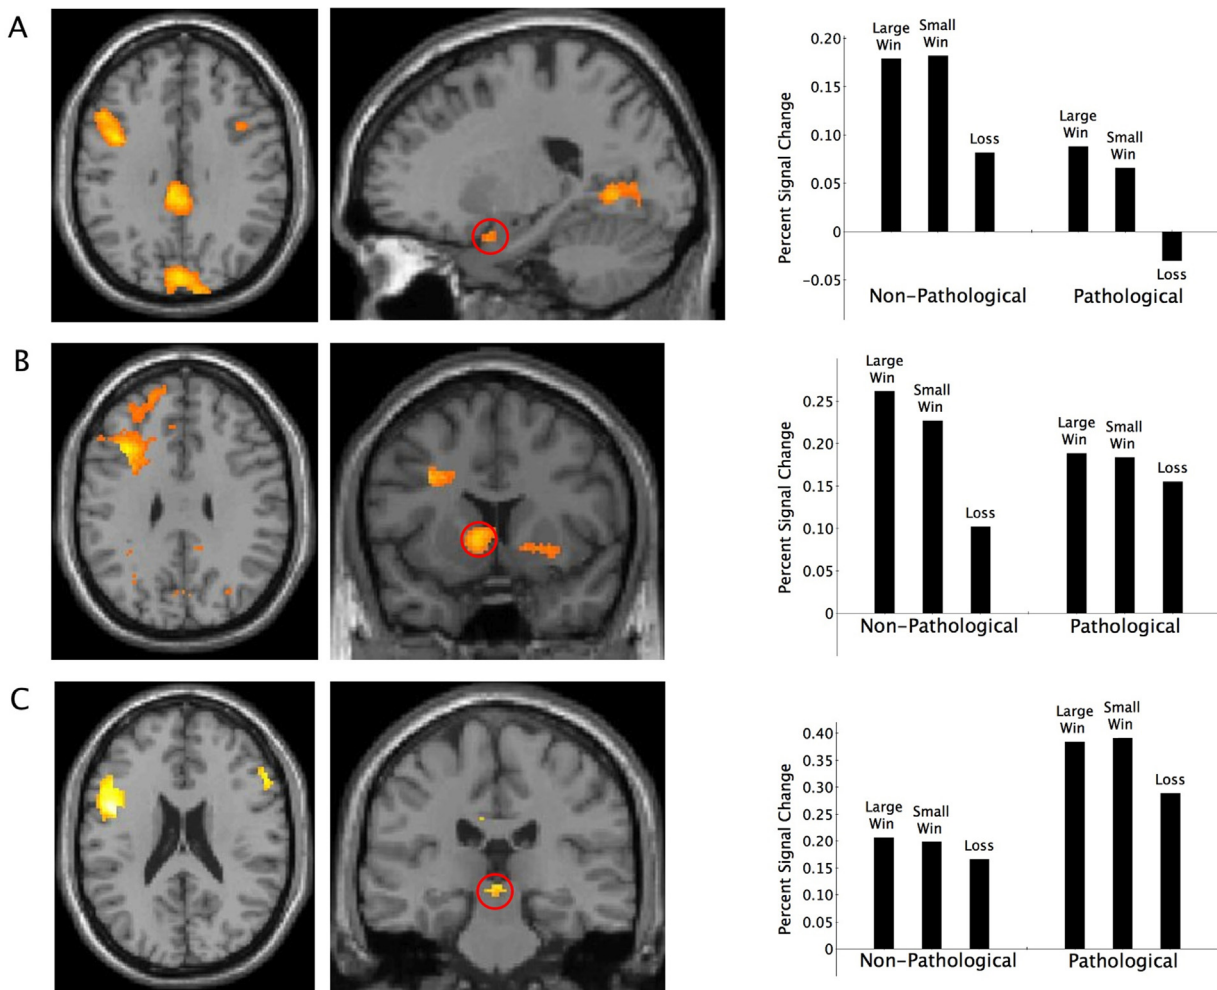 A
Percent Signal Change
0.20
0.15
0.10
0.05
0
−0.05
Large
Win
Small
Win
Loss
Large
Win
Small
Win
Loss
Non-Pathological
Pathological
B
Percent Signal Change
0.25
0.20
0.15
0.10
0.05
0
Large
Win
Small
Win
Loss
Large
Win
Small
Win
Loss
Non-Pathological
Pathological
C
Percent Signal Change
0.40
0.35
0.30
0.25
0.20
0.15
0.10
0.05
0
Large
Win
Small
Win
Loss
Large
Win
Small
Win
Loss
Non-Pathological
Pathological